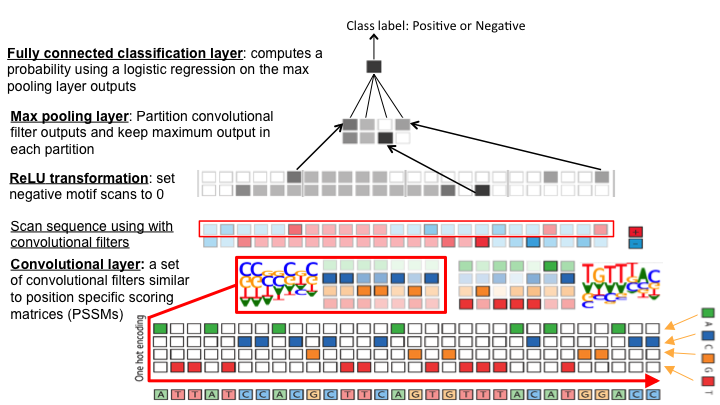 Class label: Positive or Negative
Fully connected classification layer: computes a
probability using a logistic regression on the max
pooling layer outputs
Max pooling layer: Partition convolutional
filter outputs and keep maximum output in
each partition
ReLU transformation: set
negative motif scans to 0
Scan sequence using with
convolutional filters
+
-
Convolutional layer: a set
of convolutional filters similar
to position specific scoring
matrices (PSSMs)
TGTTTAC
One hot encoding
A
C
G
T
A T T A T C C A C G C T T C A G T G T T T A C A T G G A C C